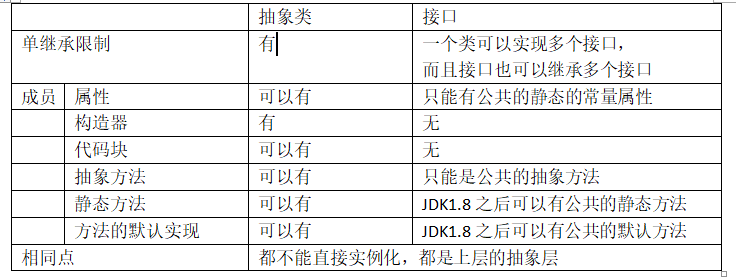 抽象类 接口
单继承限制 有 一个类可以实现多个接口，
而且接口也可以继承多个接口
成员 属性 可以有 只能有公共的静态的常量属性
构造器 有 无
代码块 可以有 无
抽象方法 可以有 只能是公共的抽象方法
静态方法 可以有 JDK1.8 之后可以有公共的静态方法
方法的默认实现 可以有 JDK1.8 之后可以有公共的默认方法
相同点 都不能直接实例化，都是上层的抽象层